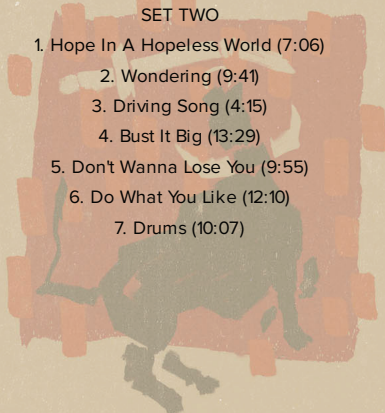 SET TWO
1. Hope In A Hopeless World (7:06)
2. Wondering (9:41)
3. Driving Song (4:15)
4. Bust It Big (13:29)
5. Don't Wanna Lose You (9:55)
6. Do What You Like (12:10)
7. Drums (10:07)